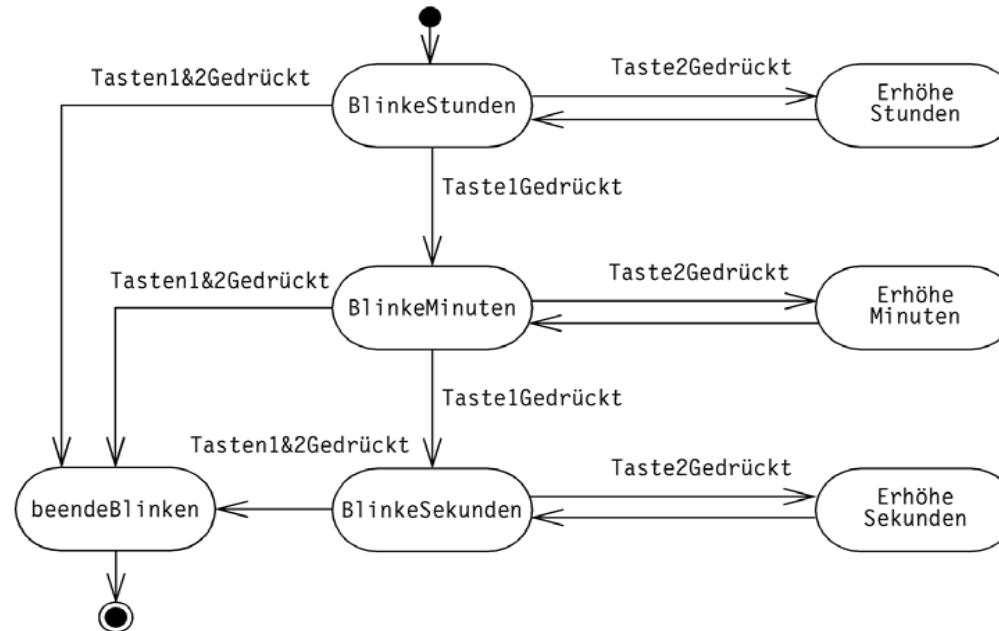 Tasten1&2Gedrückt
Taste2Gedrückt
BlinkeStunden
Erhöhe
Stunden
Taste1Gedrückt
Tasten1&2Gedrückt
Taste2Gedrückt
BlinkeMinuten
Erhöhe
Minuten
Taste1Gedrückt
Tasten1&2Gedrückt
Taste2Gedrückt
beendeBlinken
BlinkeSekunden
Erhöhe
Sekunden